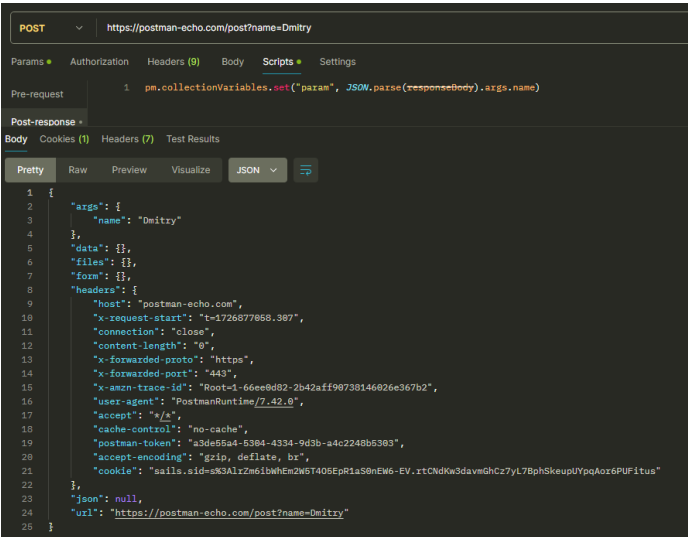 POST https://postman-echo.com/post?name=Dmitry
Params Authorization Headers (9) Body Scripts Settings
Pre-request
Post-response
1 pm.collectionVariables.set("param", JSON.parse(responseBody).args.name)
Body Cookies (1) Headers (7) Test Results
Pretty Raw Preview Visualize JSON
1 {
2 "args": {
3 "name": "Dmitry"
4 },
5 "data": {},
6 "files": {},
7 "form": {},
8 "headers": {
9 "host": "postman-echo.com",
10 "x-request-start": "t=1726877058.307",
11 "connection": "close",
12 "content-length": "0",
13 "x-forwarded-proto": "https",
14 "x-forwarded-port": "443",
15 "x-amzn-trace-id": "Root=1-66ee0d82-2b42aff90738146026e367b2",
16 "user-agent": "PostmanRuntime/7.42.0",
17 "accept": "*/*",
18 "cache-control": "no-cache",
19 "postman-token": "a3de55a4-5304-4334-9d3b-a4c2248b5303",
20 "accept-encoding": "gzip, deflate, br",
21 "cookie": "sails.sid=s%3AlrZm6ibWhEm2W5T4O5EpR1aS0nEW6-EV.rtCNdKw3davmGhCz7yL7BphSkeupUYpqAor6PUFitus"
22 },
23 "json": null,
24 "url": "https://postman-echo.com/post?name=Dmitry"
25 }